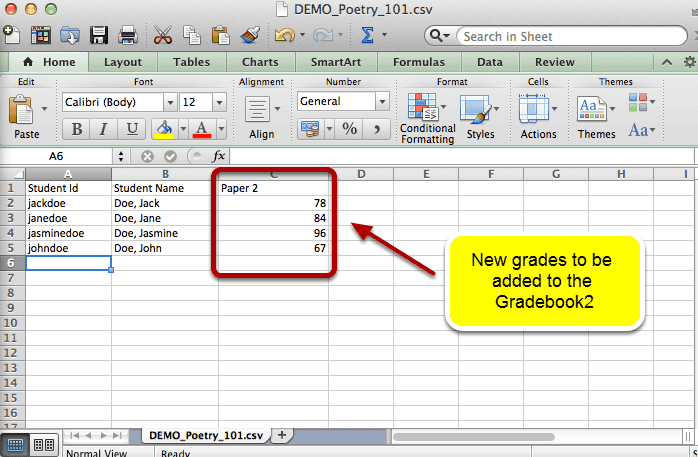 DEMO_Poetry_101.csv
Search in Sheet
Home Layout Tables Charts SmartArt Formulas Data Review
Edit Font Alignment Number Format Cells Themes
Calibri (Body) 12 General
Paste B I U A Align % Conditional Formatting Styles Actions Themes Aa
A6 fx
A B C D E F G H I
1 Student Id Student Name Paper 2
2 jackdoe Doe, Jack 78
3 janedoe Doe, Jane 84
4 jasminedoe Doe, Jasmine 96
5 johndoe Doe, John 67
6
7
8
9
10
11
12
13
14
15
16
17
New grades to be
added to the
Gradebook2
DEMO_Poetry_101.csv
Normal View Ready